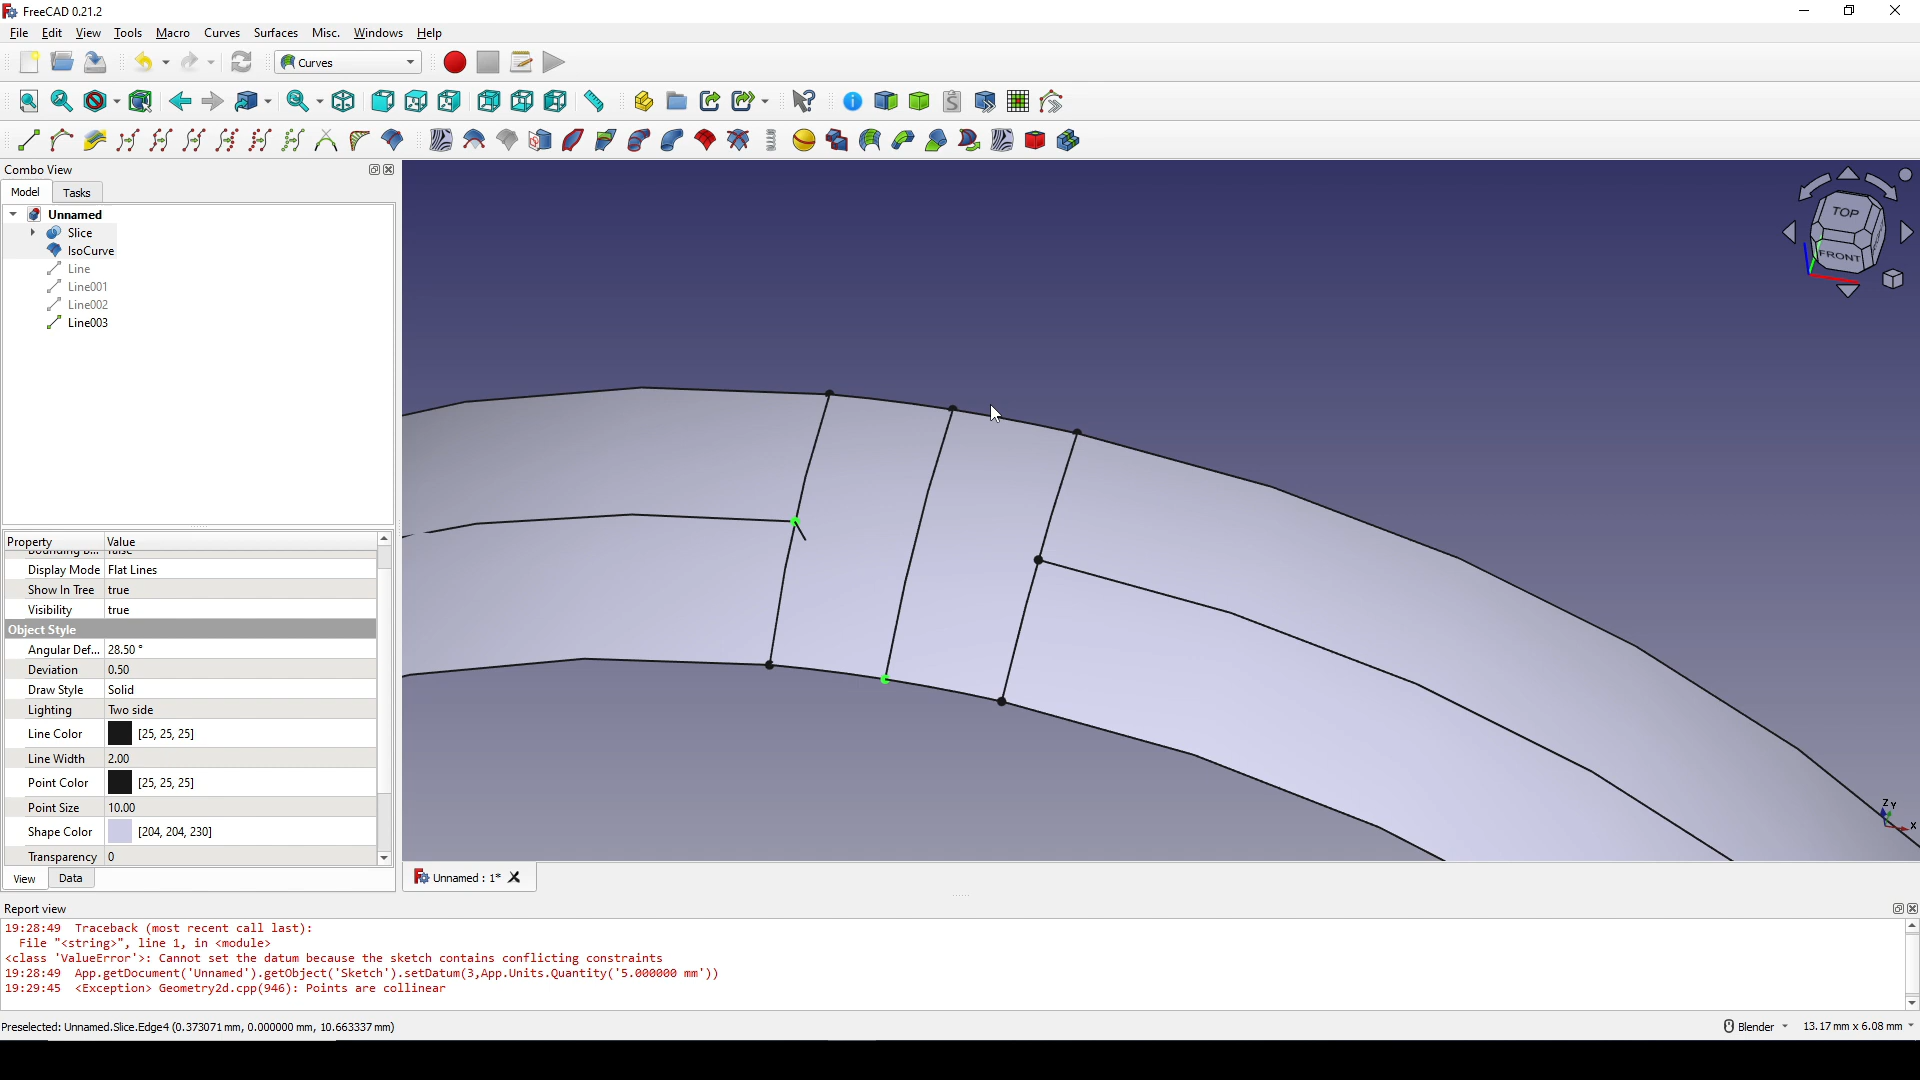 FreeCAD 0.21.2
File Edit View Tools Macro Curves Surfaces Misc. Windows Help
Curves
Combo View
Model Tasks
Unnamed
Slice
IsoCurve
Line
Line001
Line002
Line003
TOP
FRONT
Property Value
Display Mode Flat Lines
Show In Tree true
Visibility true
Object Style
Angular Def... 28.50 °
Deviation 0.50
Draw Style Solid
Lighting Two side
Line Color [25, 25, 25]
Line Width 2.00
Point Color [25, 25, 25]
Point Size 10.00
Shape Color [204, 204, 230]
Transparency 0
View Data
Z Y
X
Unnamed : 1*
Report view
19:28:49 Traceback (most recent call last):
File "<string>", line 1, in <module>
<class 'ValueError'>: Cannot set the datum because the sketch contains conflicting constraints
19:28:49 App.getDocument('Unnamed').getObject('Sketch').setDatum(3,App.Units.Quantity('5.000000 mm'))
19:29:45 <Exception> Geometry2d.cpp(946): Points are collinear
Preselected: Unnamed.Slice.Edge4 (0.373071 mm, 0.000000 mm, 10.663337 mm)
Blender 13.17 mm x 6.08 mm